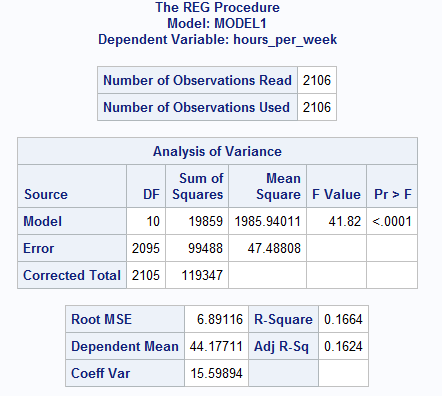 The REG Procedure
Model: MODEL1
Dependent Variable: hours_per_week
Number of Observations Read 2106
Number of Observations Used 2106
Analysis of Variance
Source DF Sum of Squares Mean Square F Value Pr > F
Model 10 19859 1985.94011 41.82 <.0001
Error 2095 99488 47.48808
Corrected Total 2105 119347
Root MSE 6.89116 R-Square 0.1664
Dependent Mean 44.17711 Adj R-Sq 0.1624
Coeff Var 15.59894